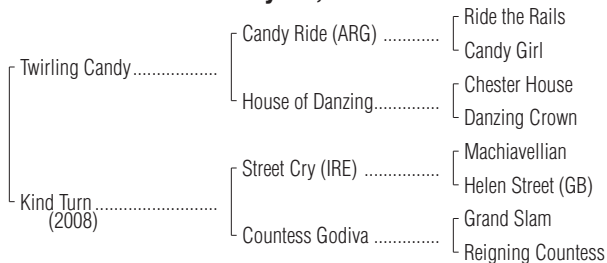 Ride the Rails
Candy Ride (ARG) ............
Candy Girl
Twirling Candy..................
Chester House
House of Danzing..............
Danzing Crown
Machiavellian
Street Cry (IRE) ................
Helen Street (GB)
Kind Turn .........................
(2008)
Grand Slam
Countess Godiva ..............
Reigning Countess